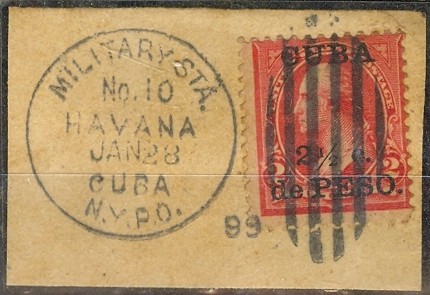 MILITARY STA.
No. 10
HAVANA
JAN 28
CUBA
N.Y.P.O.
99
CUBA
2½ c.
de PESO.